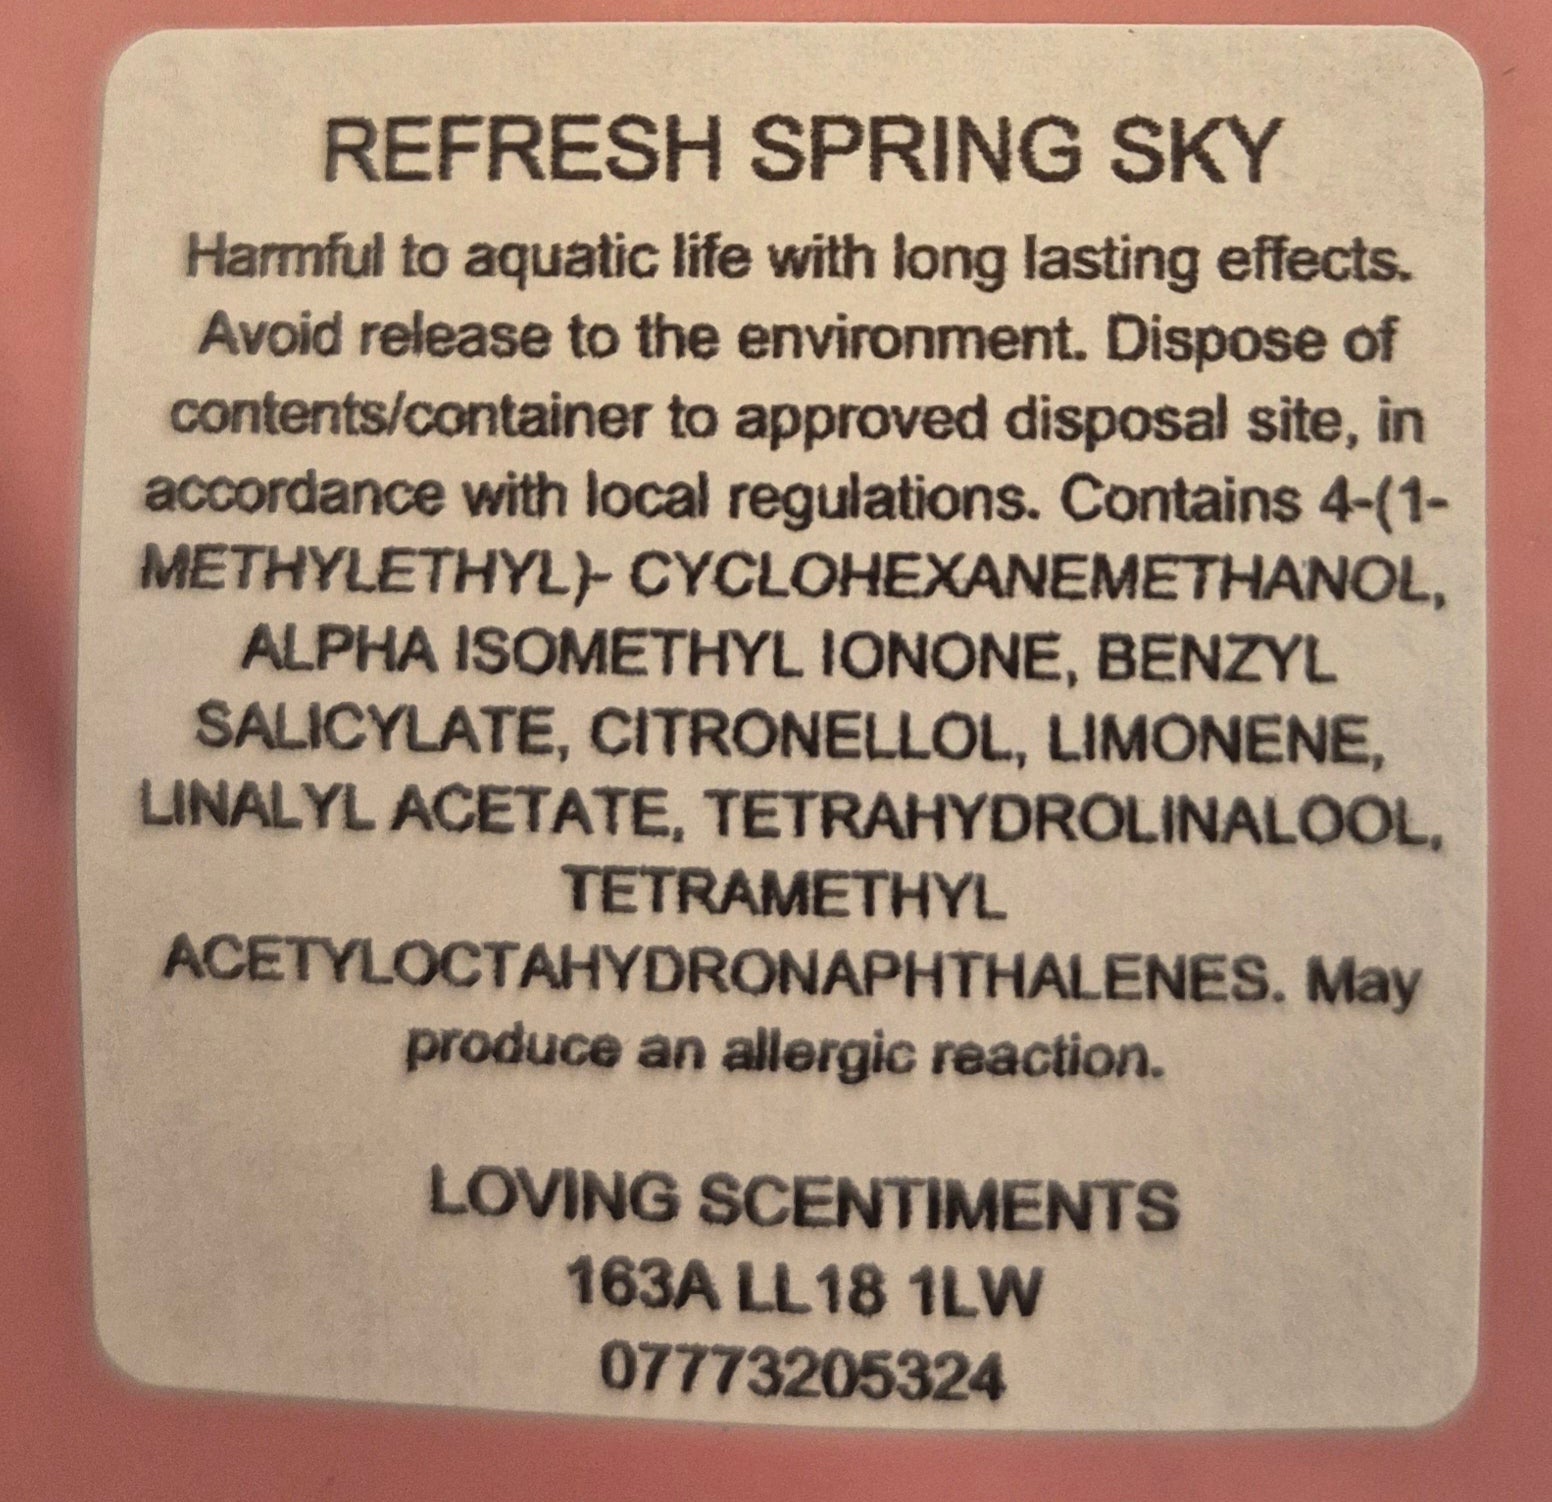 REFRESH SPRING SKY
Harmful to aquatic life with long lasting effects.
Avoid release to the environment. Dispose of
contents/container to approved disposal site, in
accordance with local regulations. Contains 4-(1-
METHYLETHYL)- CYCLOHEXANEMETHANOL,
ALPHA ISOMETHYL IONONE, BENZYL
SALICYLATE, CITRONELLOL, LIMONENE,
LINALYL ACETATE, TETRAHYDROLINALOOL,
TETRAMETHYL
ACETYLOCTAHYDRONAPHTHALENES. May
produce an allergic reaction.
LOVING SCENTIMENTS
163A LL18 1LW
07773205324